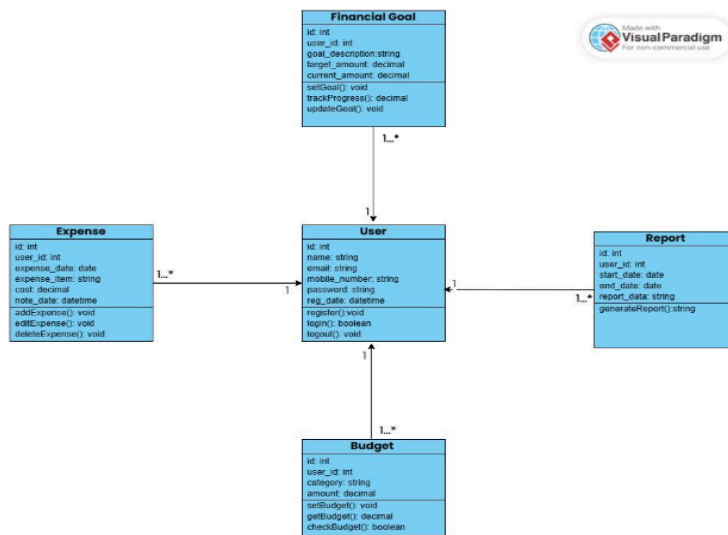 Financial Goal
id: int
user_id: int
goal_description:string
target_amount: decimal
current_amount: decimal
setGoal(): void
trackProgress(): decimal
updateGoal(): void
Made with
Visual Paradigm
For non-commercial use
1...*
1
Expense
id: int
user_id: int
expense_date: date
expense_item: string
cost: decimal
note_date: datetime
addExpense(): void
editExpense(): void
deleteExpense(): void
1...*
1
User
id: int
name: string
email: string
mobile_number: string
password: string
reg_date: datetime
register():void
login(): boolean
logout(): void
1
1...*
Report
id: int
user_id: int
start_date: date
end_date: date
report_data: string
generateReport():string
1
1...*
Budget
id: int
user_id: int
category: string
amount: decimal
setBudget(): void
getBudget(): decimal
checkBudget(): boolean